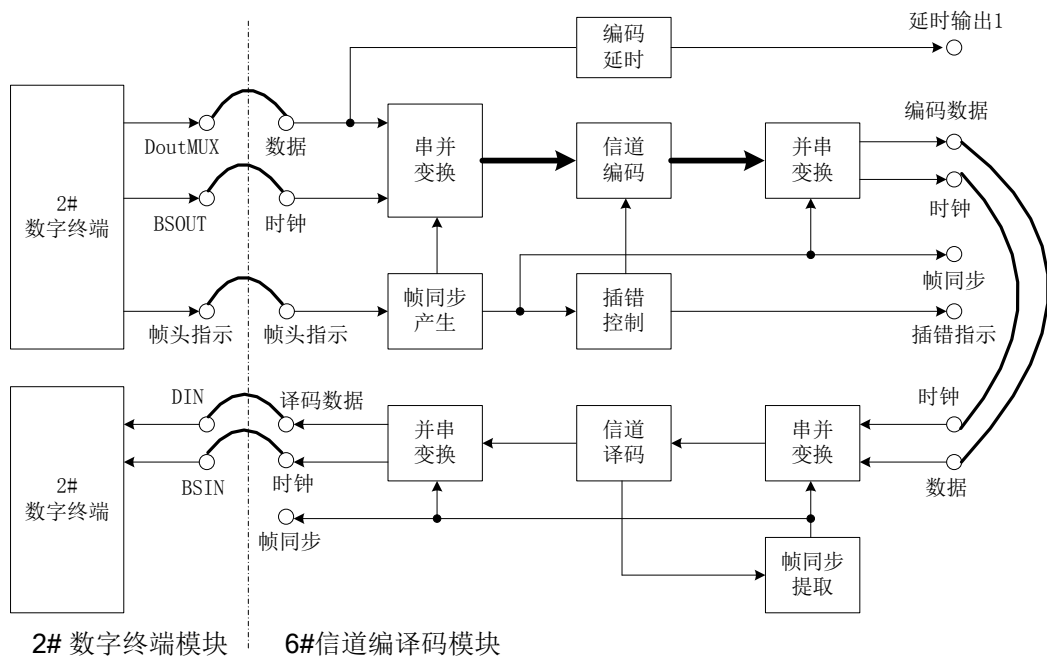 延时输出1
编码
延时
编码数据
DoutMUX
数据
串并
变换
信道
编码
并串
变换
2#
数字终端
BSOUT
时钟
时钟
帧同步
产生
插错
控制
帧同步
帧头指示
帧头指示
插错指示
DIN
译码数据
时钟
并串
变换
信道
译码
串并
变换
2#
数字终端
BSIN
时钟
数据
帧同步
帧同步
提取
2# 数字终端模块
6#信道编译码模块